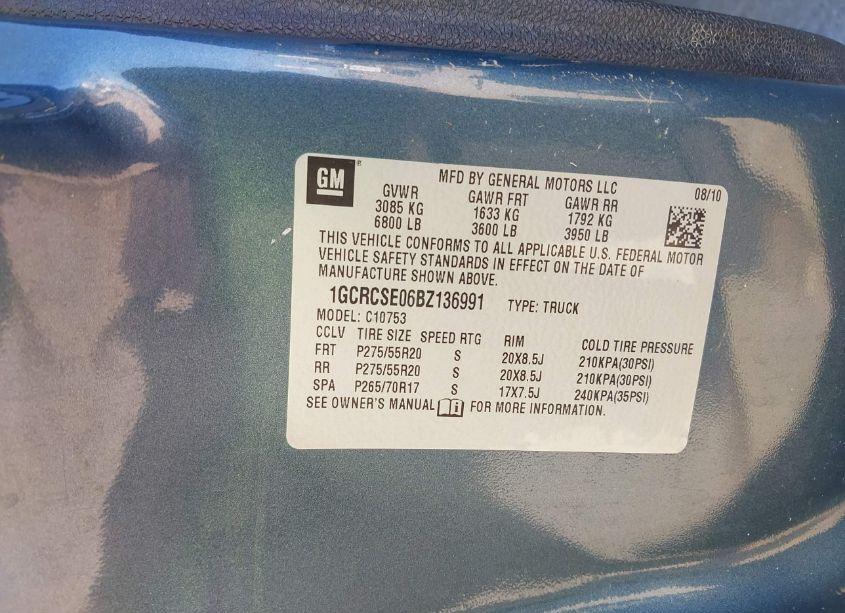 GM
MFD BY GENERAL MOTORS LLC
08/10
GVWR GAWR FRT GAWR RR
3085 KG 1633 KG 1792 KG
6800 LB 3600 LB 3950 LB
THIS VEHICLE CONFORMS TO ALL APPLICABLE U.S. FEDERAL MOTOR
VEHICLE SAFETY STANDARDS IN EFFECT ON THE DATE OF
MANUFACTURE SHOWN ABOVE.
1GCRCSE06BZ136991 TYPE: TRUCK
MODEL: C10753
CCLV TIRE SIZE SPEED RTG RIM COLD TIRE PRESSURE
FRT P275/55R20 S 20X8.5J 210KPA(30PSI)
RR P275/55R20 S 20X8.5J 210KPA(30PSI)
SPA P265/70R17 S 17X7.5J 240KPA(35PSI)
SEE OWNER'S MANUAL FOR MORE INFORMATION.